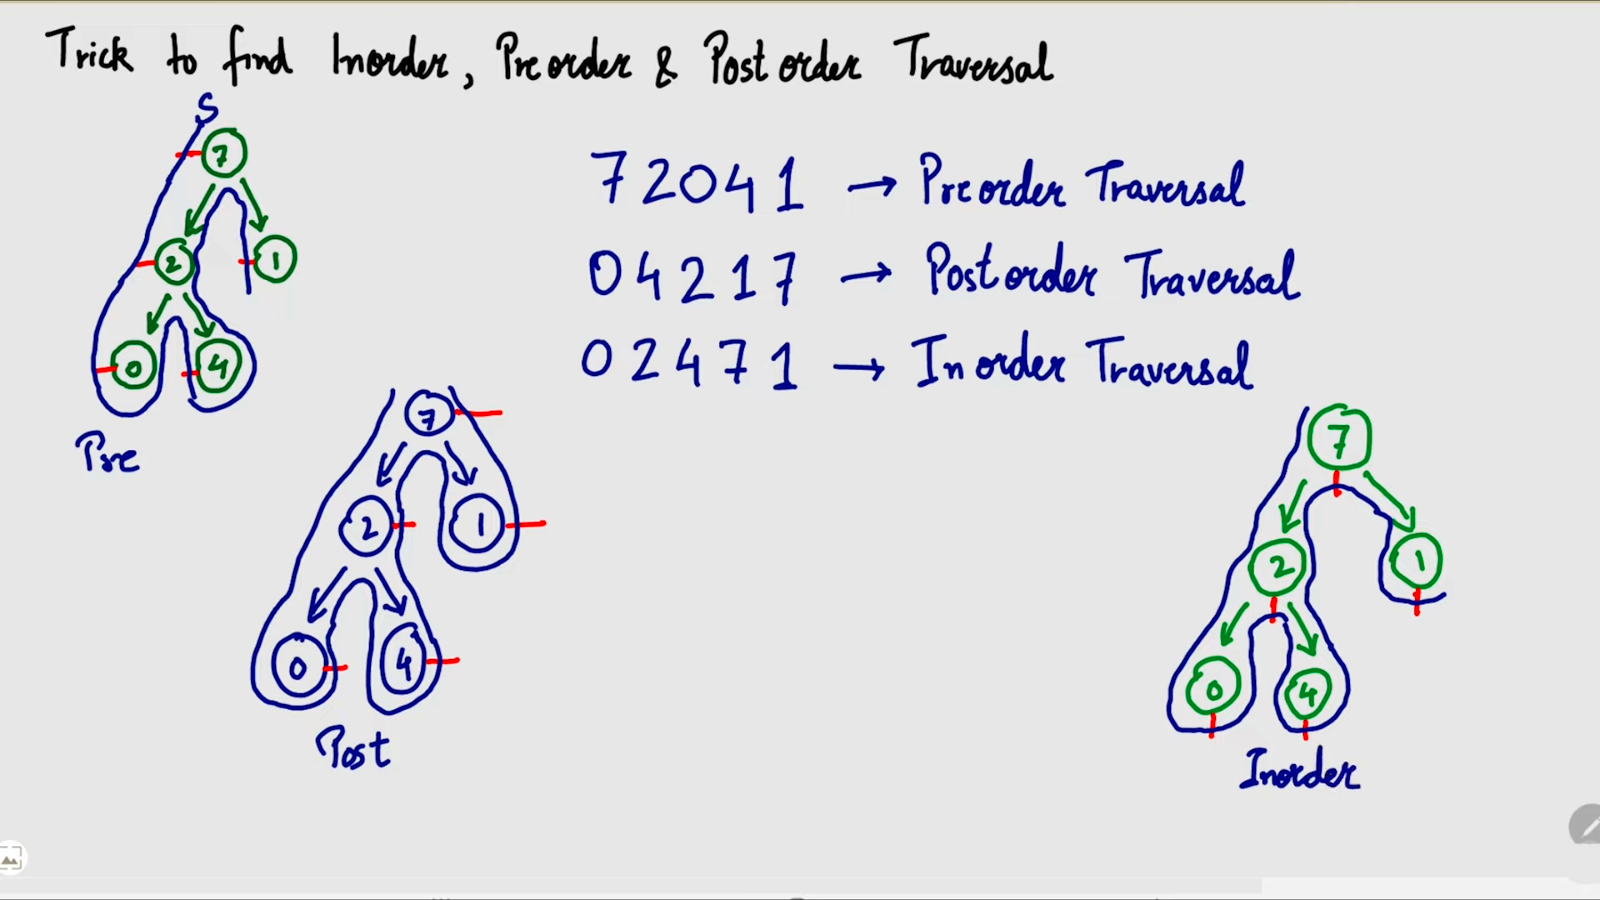 Trick to find Inorder, Preorder & Post order Traversal
S
7
2 1
0 4
Pre
7 2 0 4 1 → Preorder Traversal
0 4 2 1 7 → Postorder Traversal
0 2 4 7 1 → Inorder Traversal
7
2 1
0 4
Post
7
2 1
0 4
Inorder